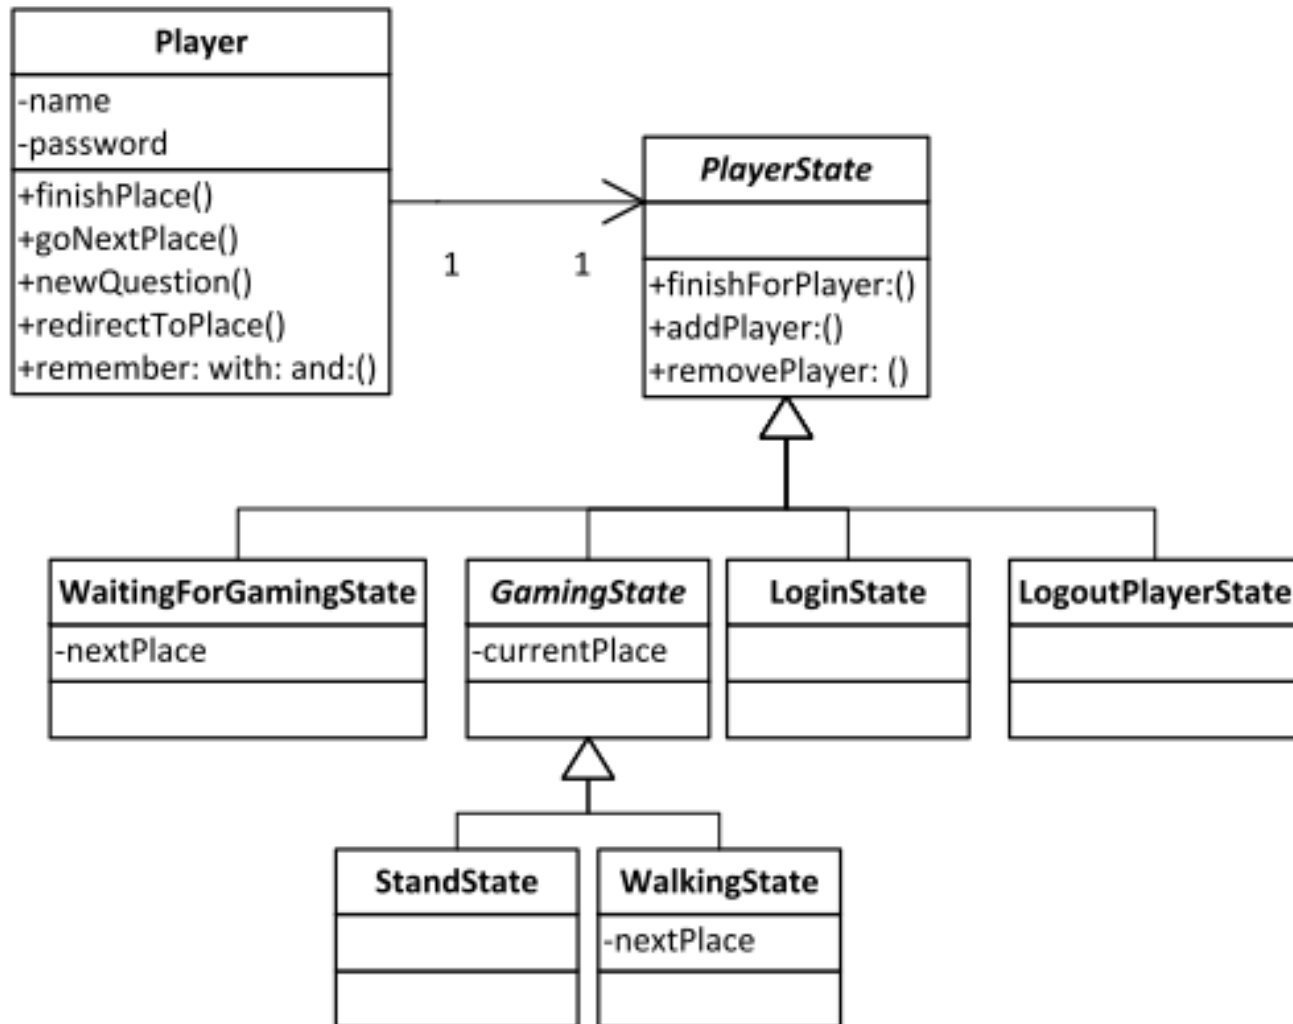 Player
-name
-password
+finishPlace()
+goNextPlace()
+newQuestion()
+redirectToPlace()
+remember: with: and:()
1
1
PlayerState
+finishForPlayer:()
+addPlayer:()
+removePlayer: ()
WaitingForGamingState
-nextPlace
GamingState
-currentPlace
LoginState
LogoutPlayerState
StandState
WalkingState
-nextPlace